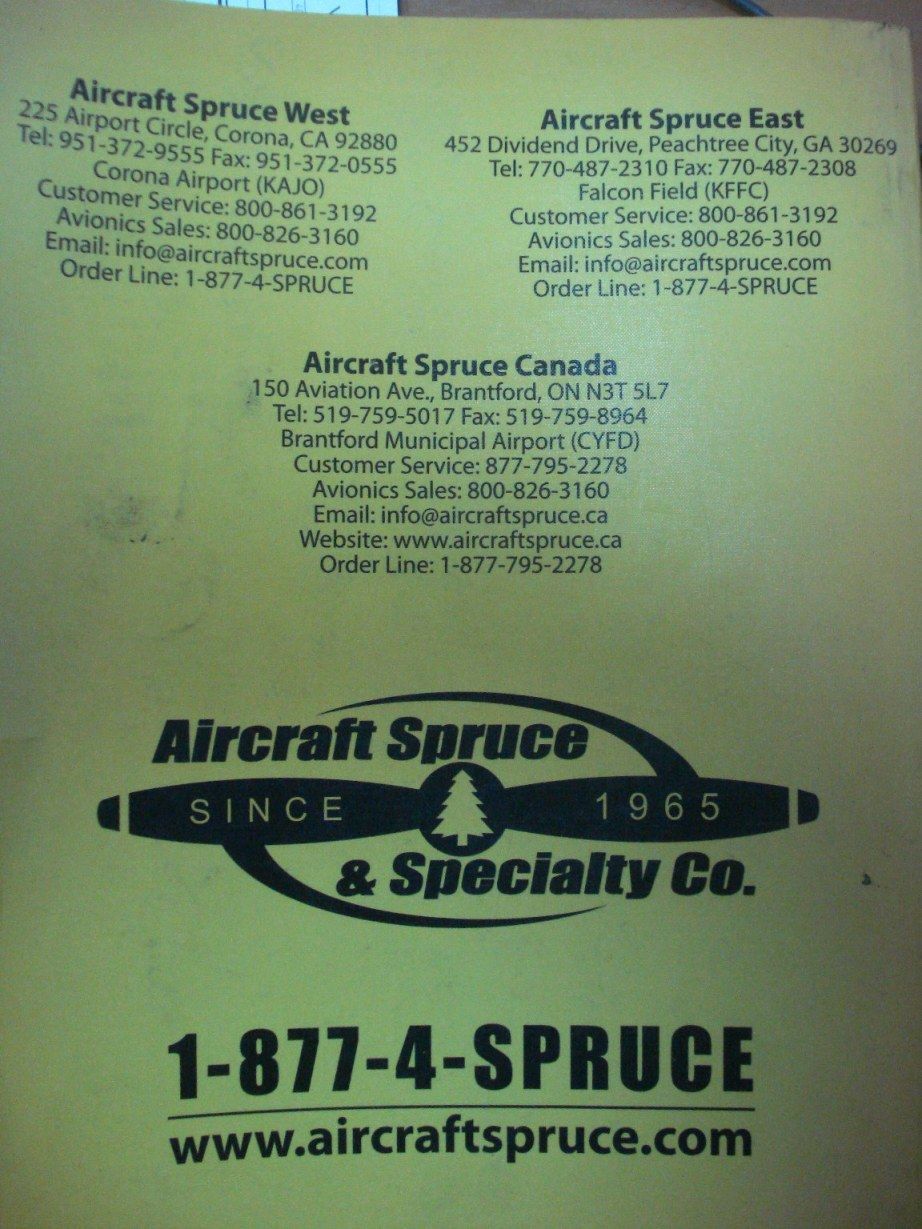 Aircraft Spruce West
225 Airport Circle, Corona, CA 92880
Tel: 951-372-9555 Fax: 951-372-0555
Corona Airport (KAJO)
Customer Service: 800-861-3192
Avionics Sales: 800-826-3160
Email: info@aircraftspruce.com
Order Line: 1-877-4-SPRUCE
Aircraft Spruce East
452 Dividend Drive, Peachtree City, GA 30269
Tel: 770-487-2310 Fax: 770-487-2308
Falcon Field (KFFC)
Customer Service: 800-861-3192
Avionics Sales: 800-826-3160
Email: info@aircraftspruce.com
Order Line: 1-877-4-SPRUCE
Aircraft Spruce Canada
150 Aviation Ave., Brantford, ON N3T 5L7
Tel: 519-759-5017 Fax: 519-759-8964
Brantford Municipal Airport (CYFD)
Customer Service: 877-795-2278
Avionics Sales: 800-826-3160
Email: info@aircraftspruce.ca
Website: www.aircraftspruce.ca
Order Line: 1-877-795-2278
Aircraft Spruce
SINCE 1965
& Specialty Co.
1-877-4-SPRUCE
www.aircraftspruce.com